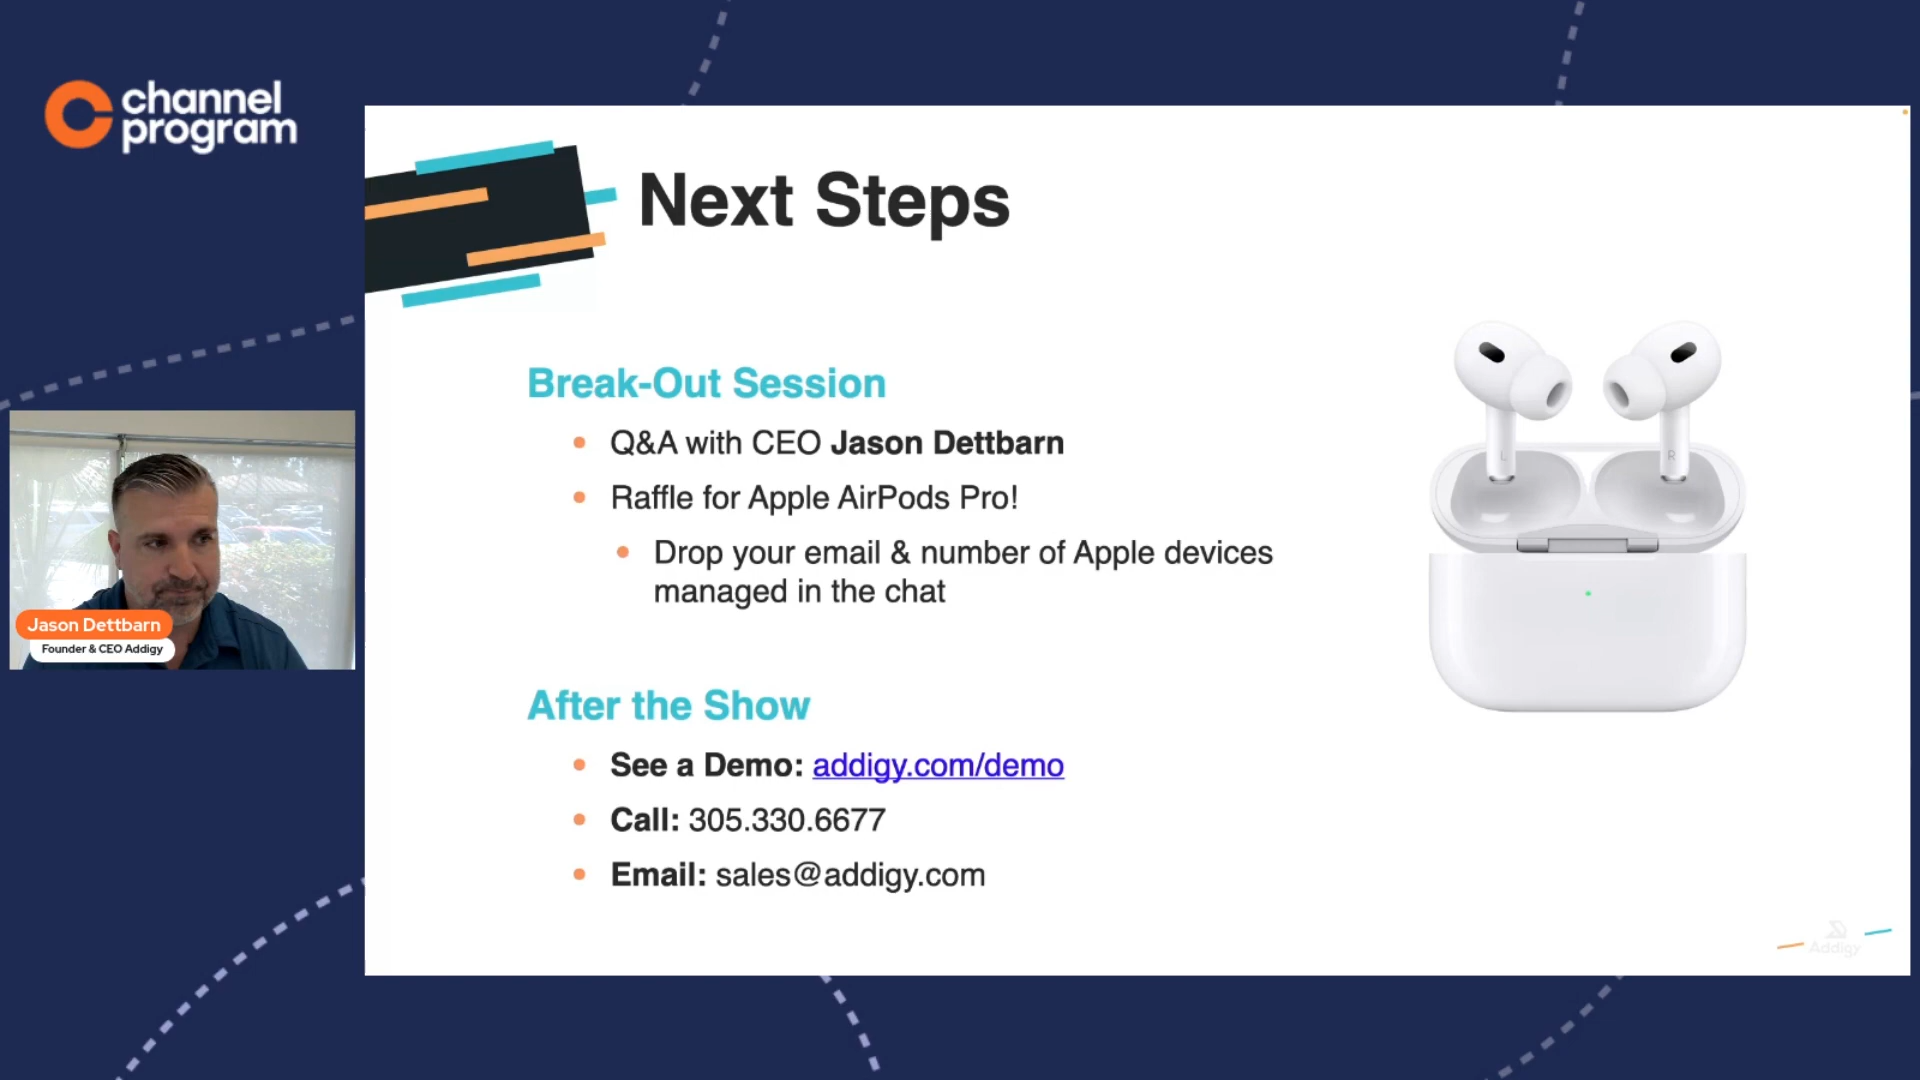 channel
program
Next Steps
Break-Out Session
Q&A with CEO Jason Dettbarn
Raffle for Apple AirPods Pro!
Drop your email & number of Apple devices
managed in the chat
L
R
Jason Dettbarn
Founder & CEO Addigy
After the Show
See a Demo: addigy.com/demo
Call: 305.330.6677
Email: sales@addigy.com
Addigy